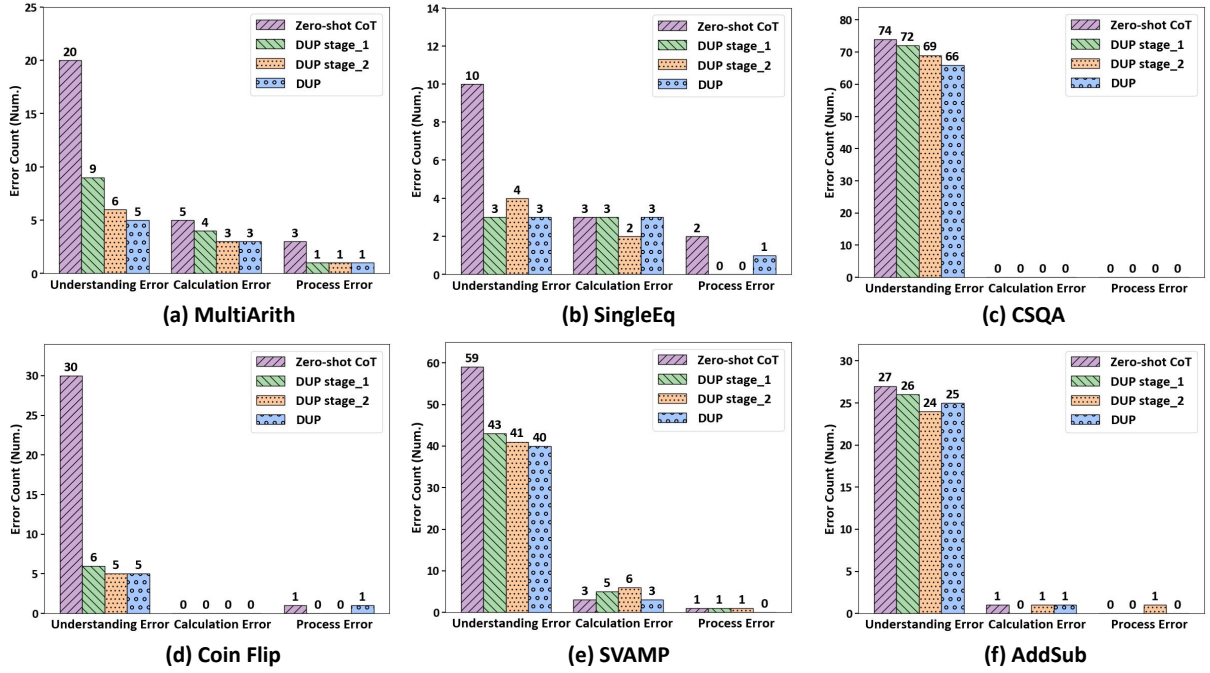 25
20
15
10
5
0
Error Count (Num.)
Zero-shot CoT
DUP stage_1
DUP stage_2
DUP
20 9 6 5
5 4 3 3
3 1 1 1
Understanding Error Calculation Error Process Error
(a) MultiArith
14
12
10
8
6
4
2
0
Error Count (Num.)
Zero-shot CoT
DUP stage_1
DUP stage_2
DUP
10 3 4 3
3 3 2 3
2 0 0 1
Understanding Error Calculation Error Process Error
(b) SingleEq
80
70
60
50
40
30
20
10
0
Error Count (Num.)
Zero-shot CoT
DUP stage_1
DUP stage_2
DUP
74 72 69 66
0 0 0 0
0 0 0 0
Understanding Error Calculation Error Process Error
(c) CSQA
30
25
20
15
10
5
0
Error Count (Num.)
Zero-shot CoT
DUP stage_1
DUP stage_2
DUP
30 6 5 5
0 0 0 0
1 0 0 1
Understanding Error Calculation Error Process Error
(d) Coin Flip
60
50
40
30
20
10
0
Error Count (Num.)
Zero-shot CoT
DUP stage_1
DUP stage_2
DUP
59 43 41 40
3 5 6 3
1 1 1 0
Understanding Error Calculation Error Process Error
(e) SVAMP
30
25
20
15
10
5
0
Error Count (Num.)
Zero-shot CoT
DUP stage_1
DUP stage_2
DUP
27 26 24 25
1 0 1 1
0 0 1 0
Understanding Error Calculation Error Process Error
(f) AddSub